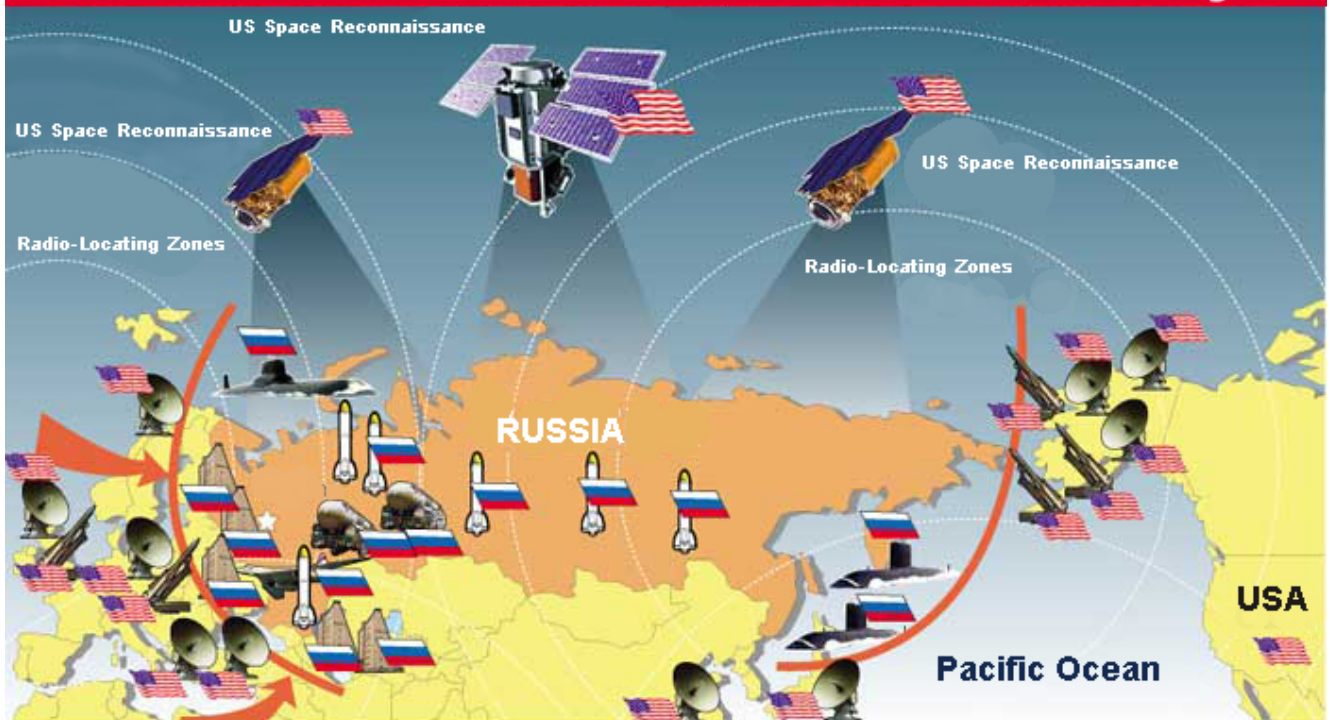 US Space Reconnaissance
US Space Reconnaissance
US Space Reconnaissance
Radio-Locating Zones
Radio-Locating Zones
RUSSIA
USA
Pacific Ocean